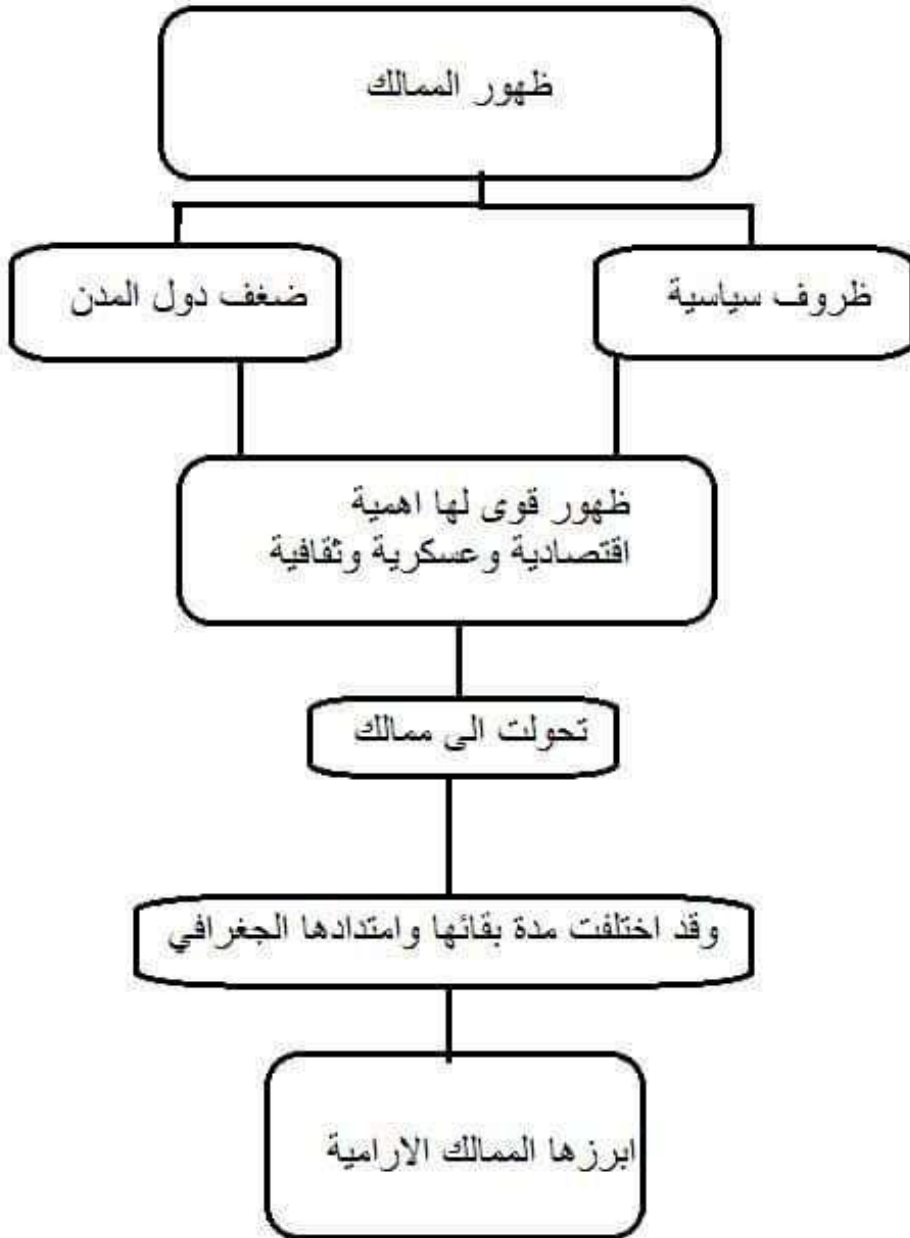 ظهور الممالك
ظروف سياسية
ضغف دول المدن
ظهور قوى لها اهمية
اقتصادية وعسكرية وثقافية
تحولت الى ممالك
وقد اختلفت مدة بقائها وامتدادها الجغرافي
ابرزها الممالك الارامية